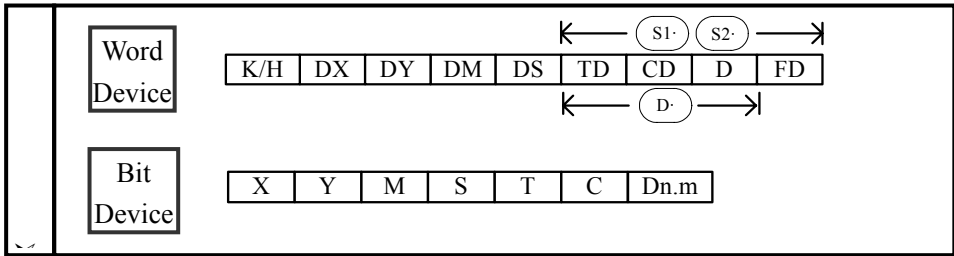 S1· S2·
Word Device
K/H DX DY DM DS TD CD D FD
D·
Bit Device
X Y M S T C Dn.m